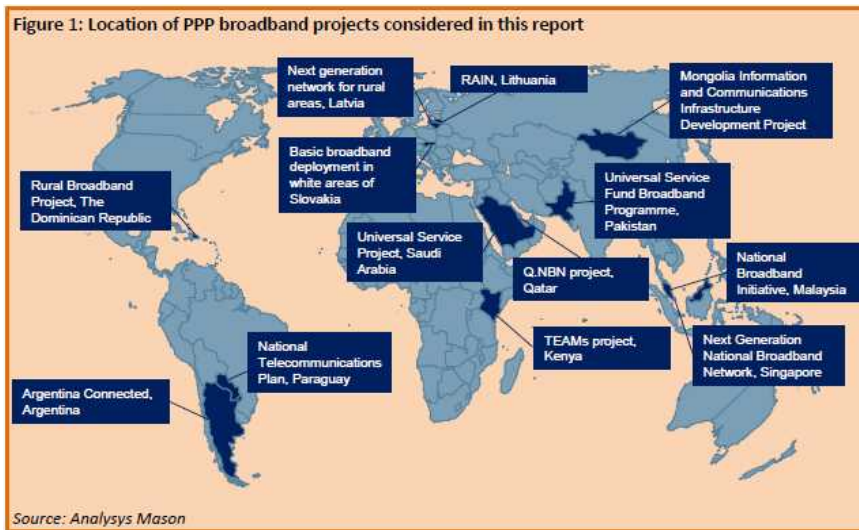 Figure 1: Location of PPP broadband projects considered in this report
Next generation
network for rural
areas, Latvia
RAIN, Lithuania
Mongolia Information
and Communications
Infrastructure
Development Project
Basic broadband
deployment in
white areas of
Slovakia
Rural Broadband
Project, The
Dominican Republic
Universal Service
Fund Broadband
Programme,
Pakistan
Universal Service
Project, Saudi
Arabia
Q.NBN project,
Qatar
National
Broadband
Initiative, Malaysia
TEAMs project,
Kenya
Next Generation
National Broadband
Network, Singapore
National
Telecommunications
Plan, Paraguay
Argentina Connected,
Argentina
Source: Analysys Mason